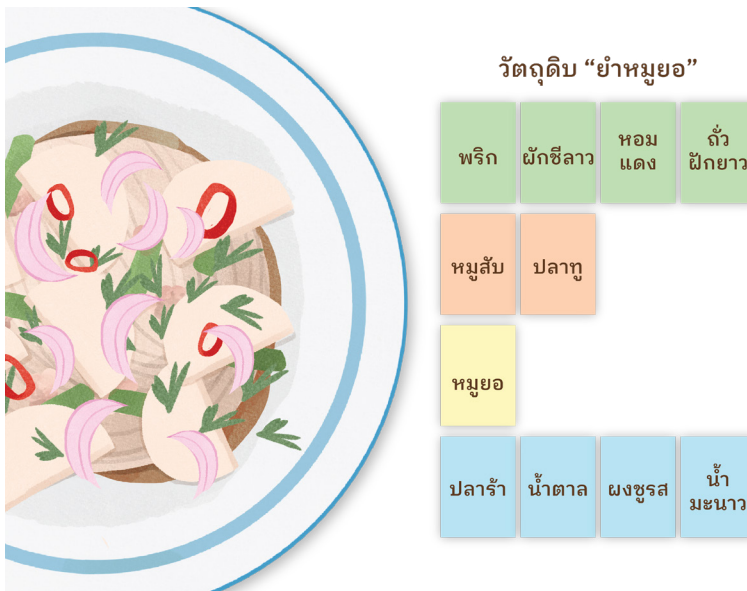 วัตถุดิบ “ยำหมูยอ”
พริก
ผักชีลาว
หอม
แดง
ถั่ว
ฝักยาว
หมูสับ
ปลาทู
หมูยอ
ปลาร้า
น้ำตาล
ผงชูรส
น้ำ
มะนาว